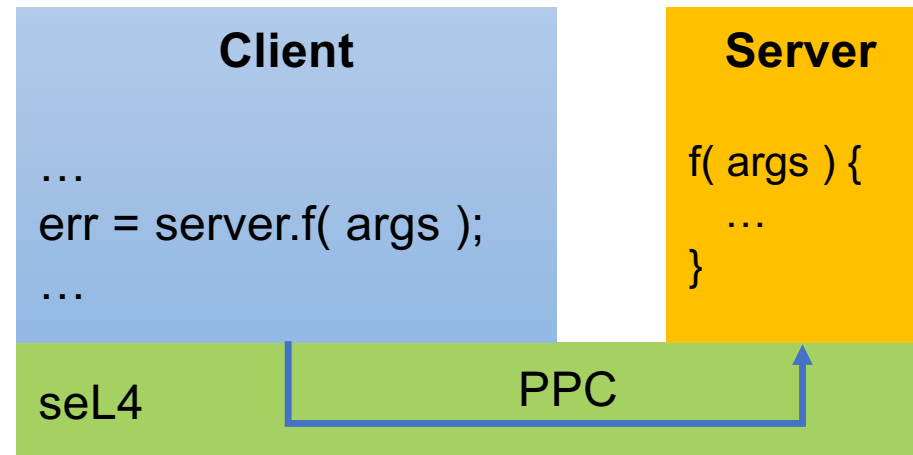 Client
…
err = server.f( args );
…
Server
f( args ) {
…
}
seL4
PPC